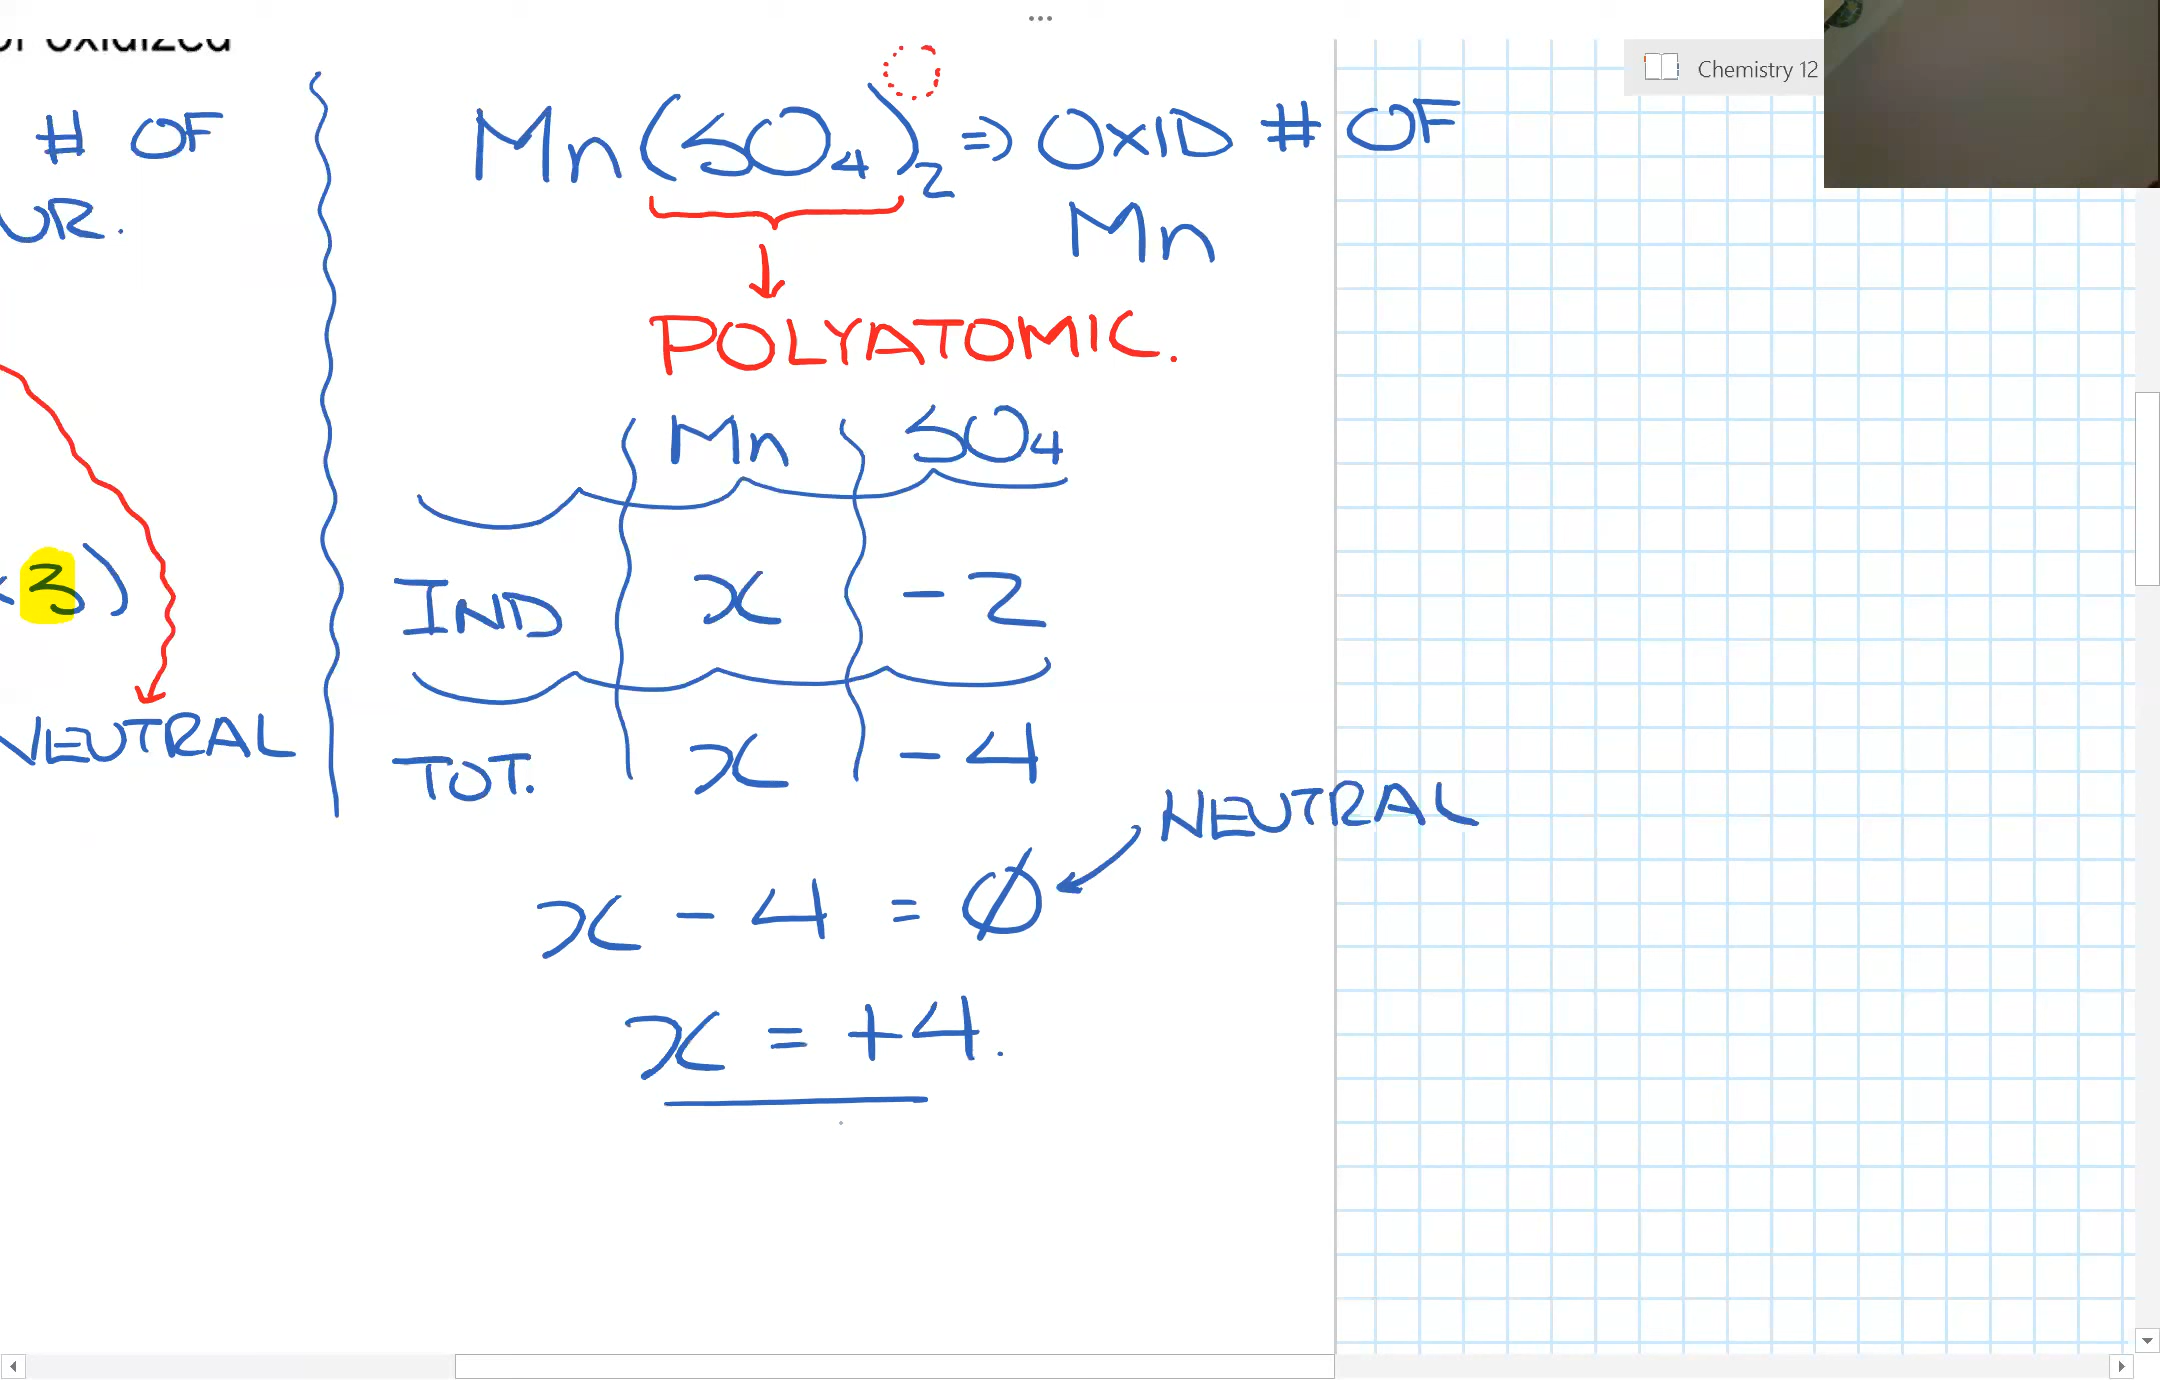 or oxidized
# OF
UR.
3)
NEUTRAL
Mn(SO4)2 ⇒ OXID # OF
Mn
POLYATOMIC.
Mn SO4
IND x -2
TOT. x -4
NEUTRAL
x - 4 = Ø
x = +4.
Chemistry 12